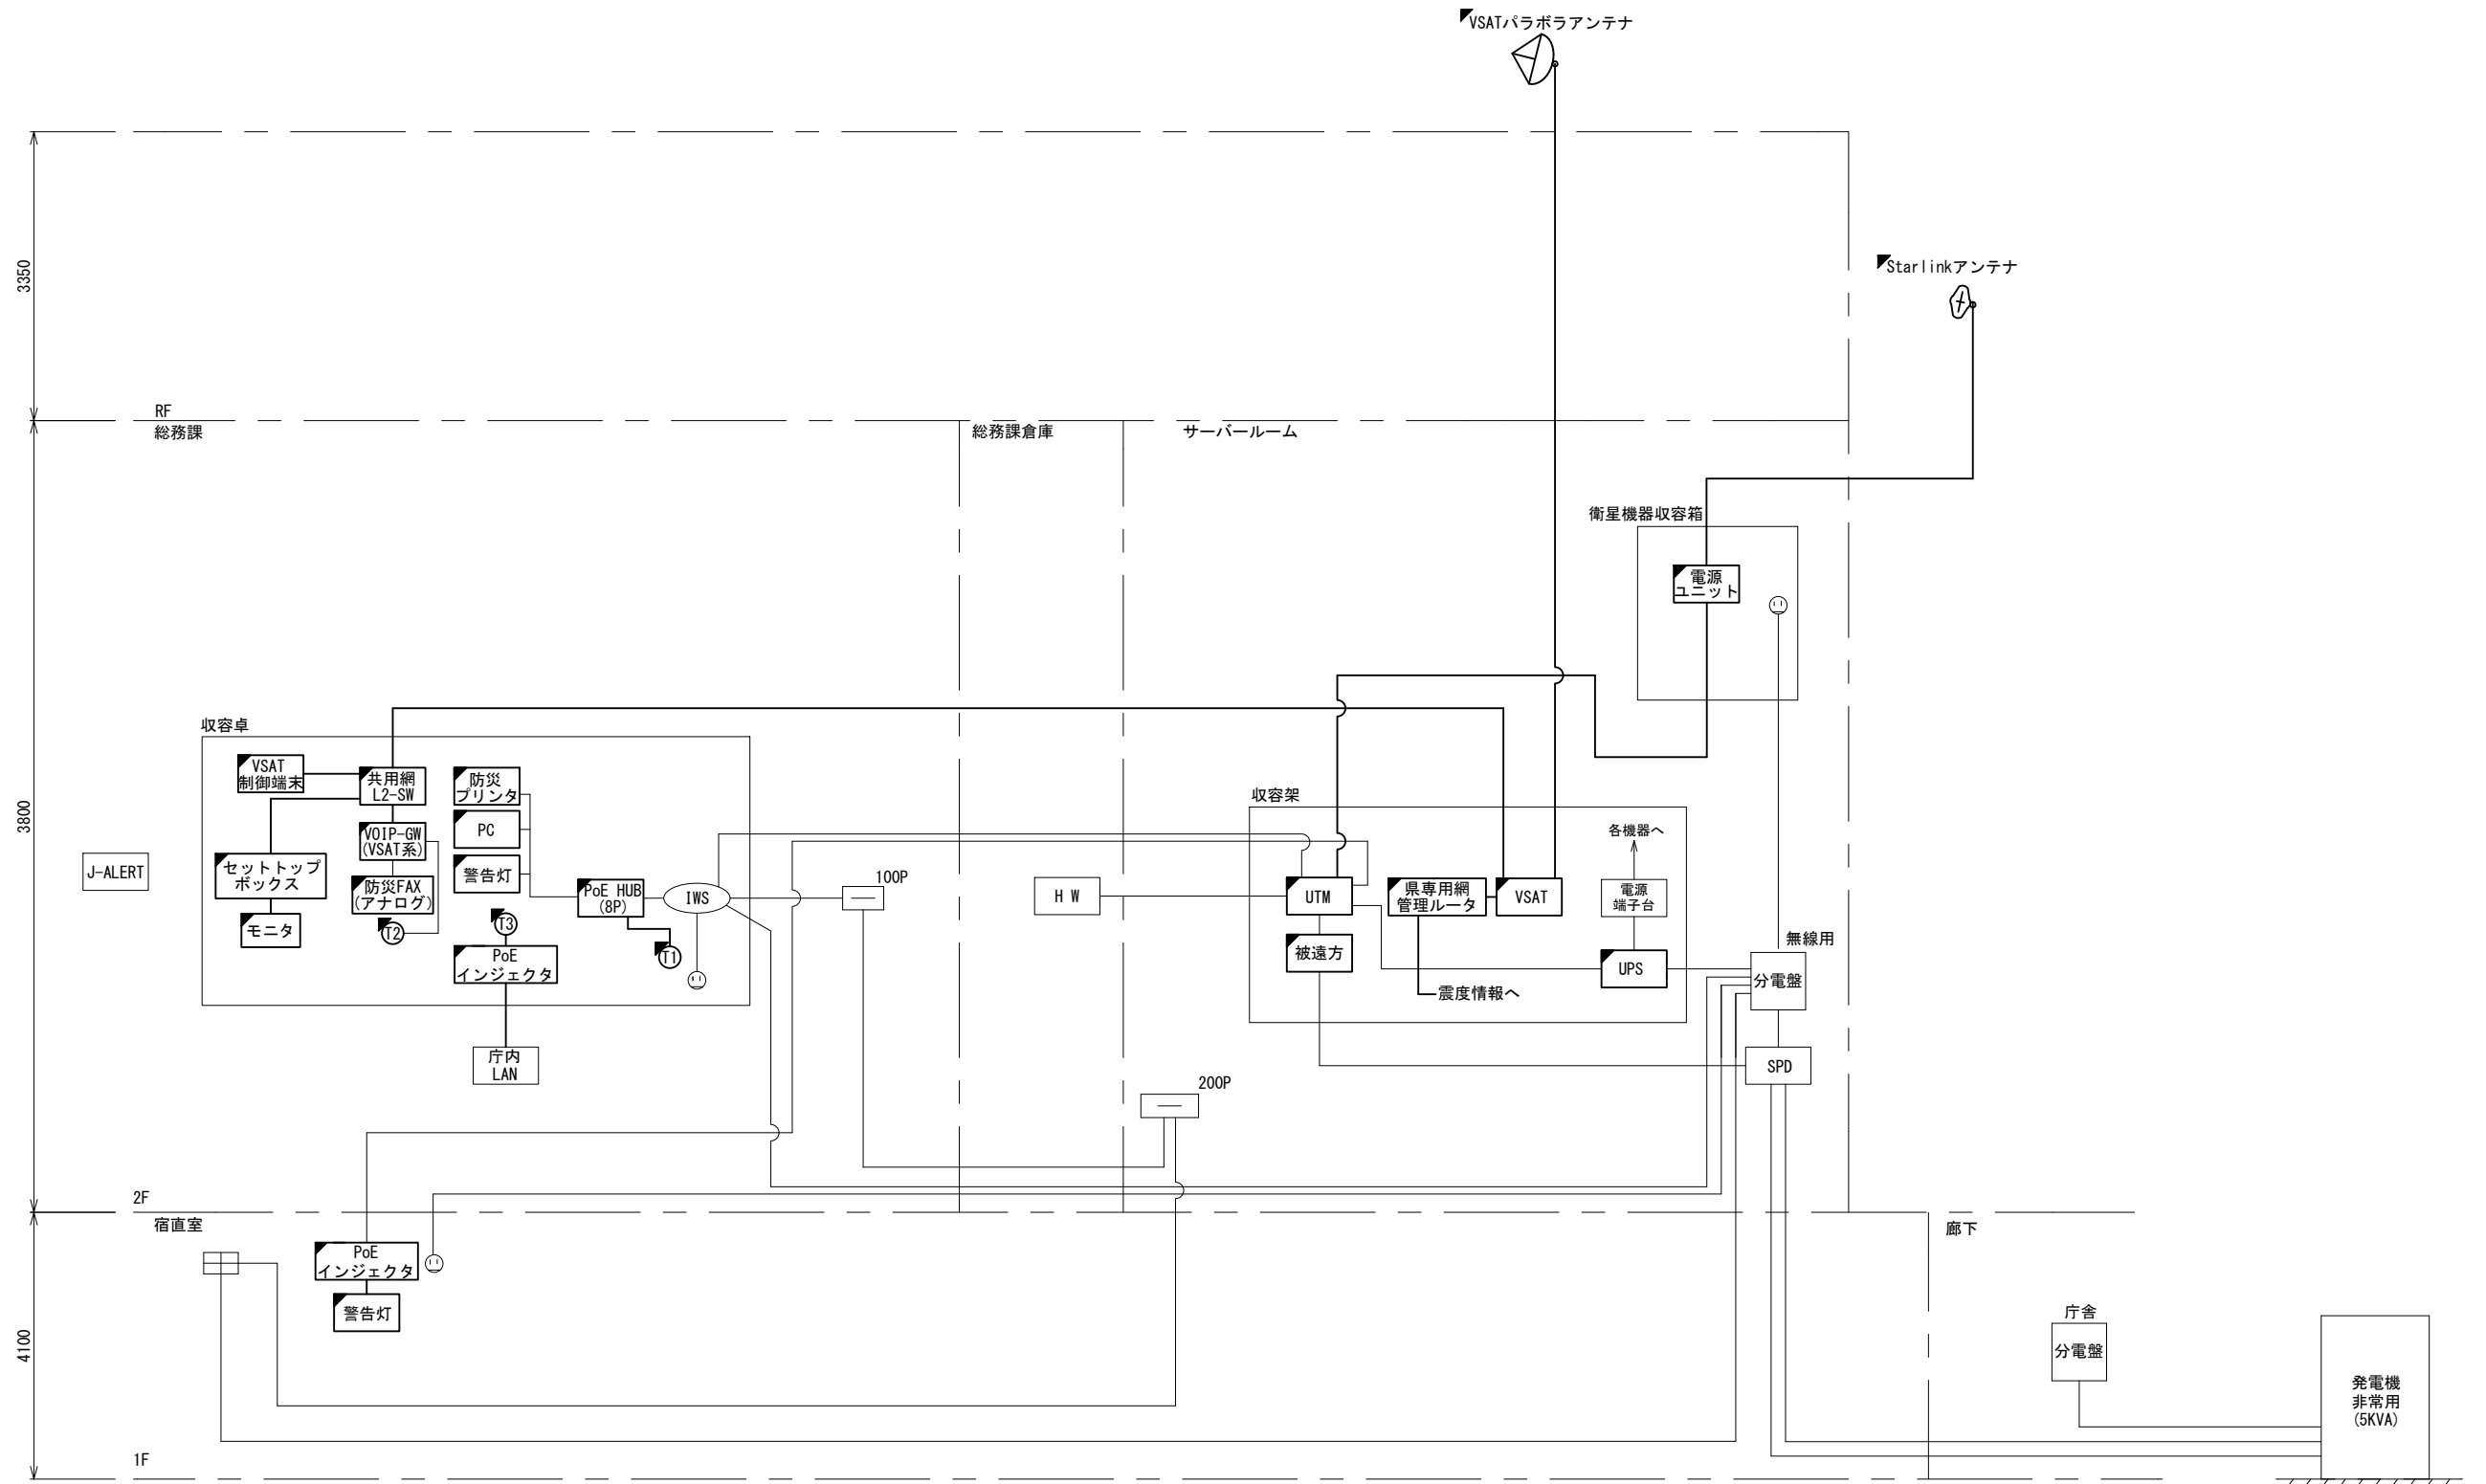 VSATパラボラアンテナ
Starlinkアンテナ
3350
RF
総務課
総務課倉庫
サーバールーム
衛星機器収容箱
電源
ユニット
収容卓
VSAT
制御端末
共用網
L2-SW
防災
プリンタ
収容架
3800
VOIP-GW
(VSAT系)
PC
各機器へ
J-ALERT
セットトップ
ボックス
防災FAX
(アナログ)
警告灯
PoE HUB
(8P)
IWS
100P
H W
UTM
県専用網
管理ルータ
VSAT
電源
端子台
モニタ
T2
T3
T1
PoE
インジェクタ
被遠方
UPS
無線用
分電盤
震度情報へ
庁内
LAN
SPD
200P
2F
宿直室
廊下
PoE
インジェクタ
警告灯
4100
庁舎
分電盤
発電機
非常用
(5KVA)
1F